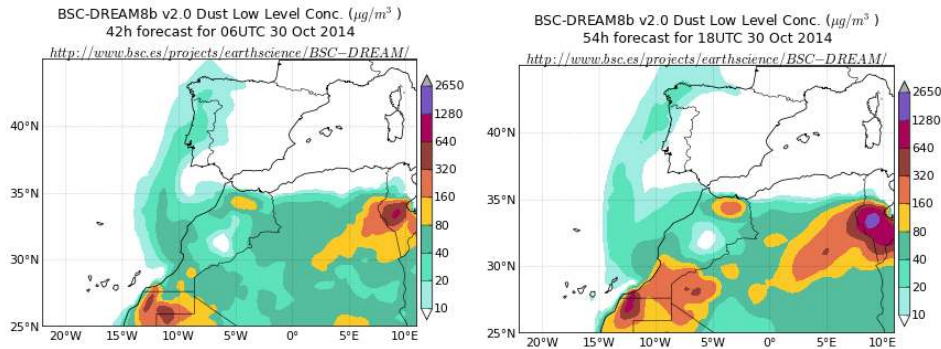 BSC-DREAM8b v2.0 Dust Low Level Conc. (μg/m³ )
42h forecast for 06UTC 30 Oct 2014
http://www.bsc.es/projects/earthscience/BSC−DREAM/
40°N
35°N
30°N
25°N
20°W
15°W
10°W
5°W
0°E
5°E
10°E
2650
1280
640
320
160
80
40
20
10
BSC-DREAM8b v2.0 Dust Low Level Conc. (μg/m³ )
54h forecast for 18UTC 30 Oct 2014
http://www.bsc.es/projects/earthscience/BSC−DREAM/
40°N
35°N
30°N
25°N
20°W
15°W
10°W
5°W
0°E
5°E
10°E
2650
1280
640
320
160
80
40
20
10